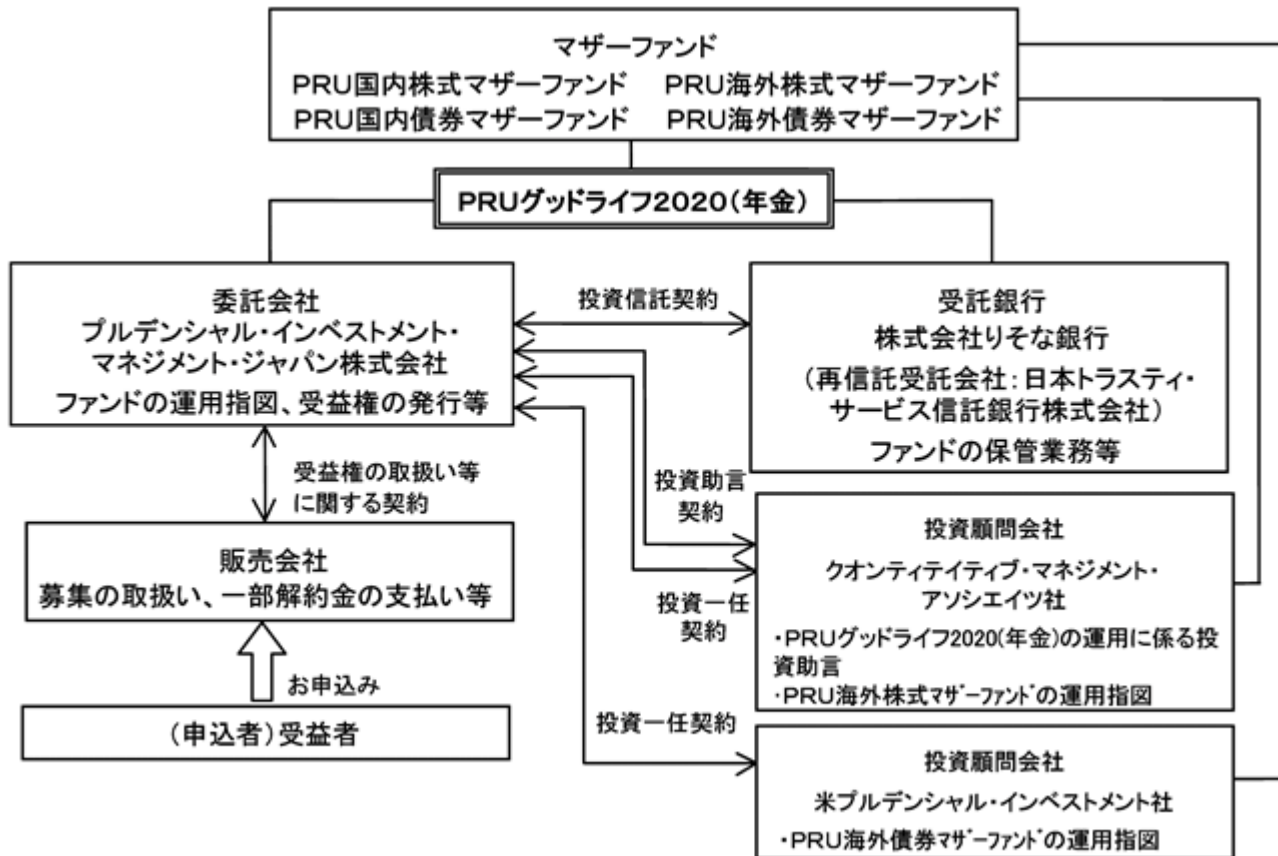 マザーファンド
PRU国内株式マザーファンド PRU海外株式マザーファンド
PRU国内債券マザーファンド PRU海外債券マザーファンド
PRUグッドライフ2020(年金)
委託会社
プルデンシャル・インベストメント・
マネジメント・ジャパン株式会社
ファンドの運用指図、受益権の発行等
投資信託契約
受託銀行
株式会社りそな銀行
(再信託受託会社:日本トラスティ・
サービス信託銀行株式会社)
ファンドの保管業務等
受益権の取扱い等
に関する契約
投資助言
契約
販売会社
募集の取扱い、一部解約金の支払い等
投資一任
契約
投資顧問会社
クオンティテイティブ・マネジメント・
アソシエイツ社
・PRUグッドライフ2020(年金)の運用に係る投
資助言
・PRU海外株式マザーファンドの運用指図
お申込み
(申込者)受益者
投資一任契約
投資顧問会社
米プルデンシャル・インベストメント社
・PRU海外債券マザーファンドの運用指図